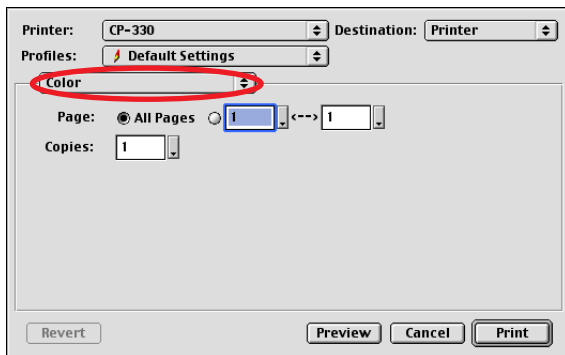 Printer: CP-330 Destination: Printer
Profiles: Default Settings
Color
Page: All Pages 1 <--> 1
Copies: 1
Revert Preview Cancel Print